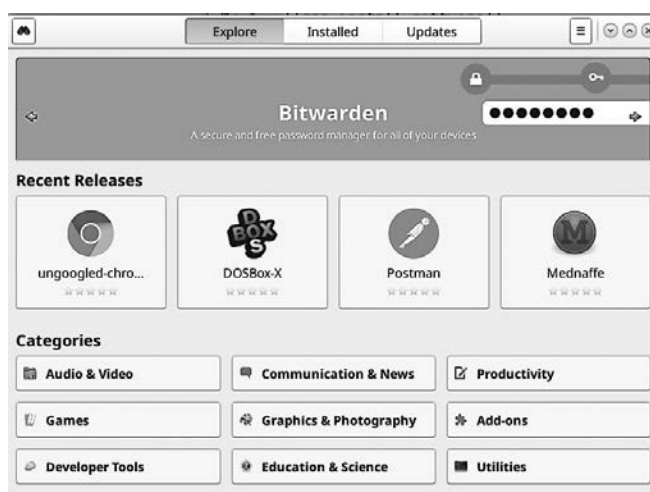 Explore Installed Updates
Bitwarden
A secure and free password manager for all of your devices
Recent Releases
ungoogled-chro... DOSBox-X Postman Mednaffe
Categories
Audio & Video Communication & News Productivity
Games Graphics & Photography Add-ons
Developer Tools Education & Science Utilities